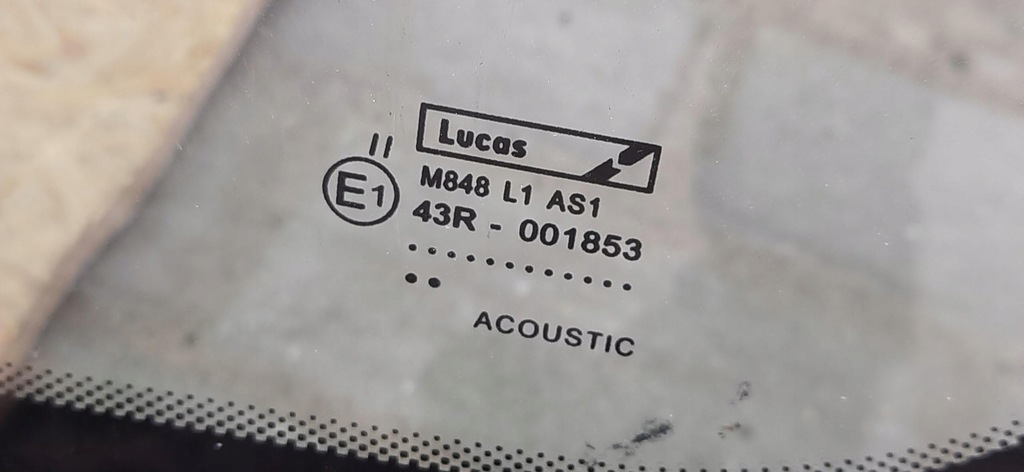 Lucas
II
E1
M848 L1 AS1
43R - 001853
ACOUSTIC